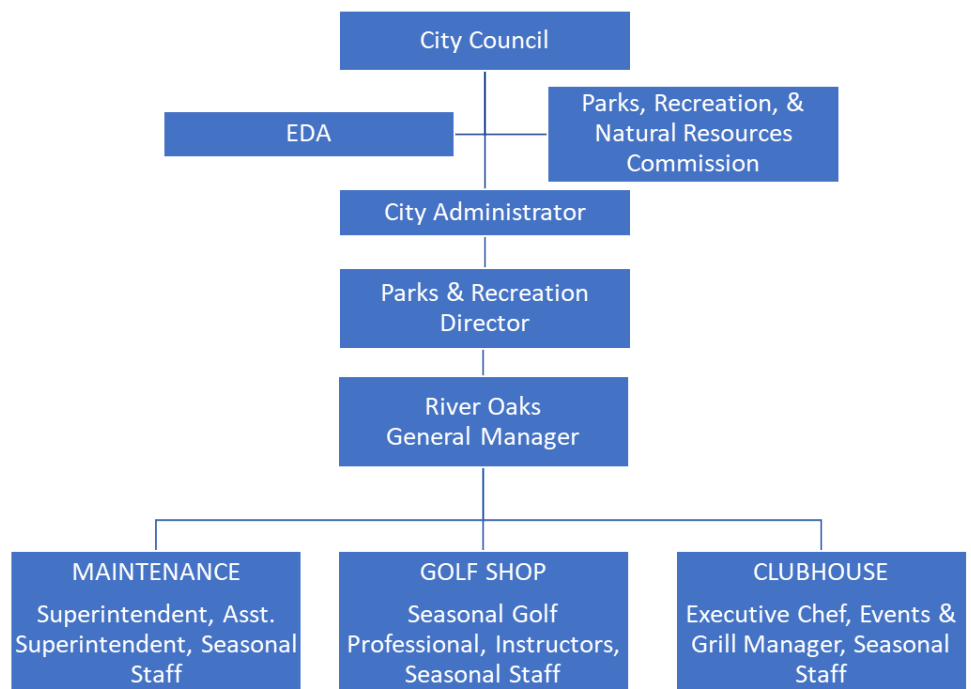 City Council
EDA
Parks, Recreation, &
Natural Resources
Commission
City Administrator
Parks & Recreation
Director
River Oaks
General Manager
MAINTENANCE
Superintendent, Asst.
Superintendent, Seasonal
Staff
GOLF SHOP
Seasonal Golf
Professional, Instructors,
Seasonal Staff
CLUBHOUSE
Executive Chef, Events &
Grill Manager, Seasonal
Staff